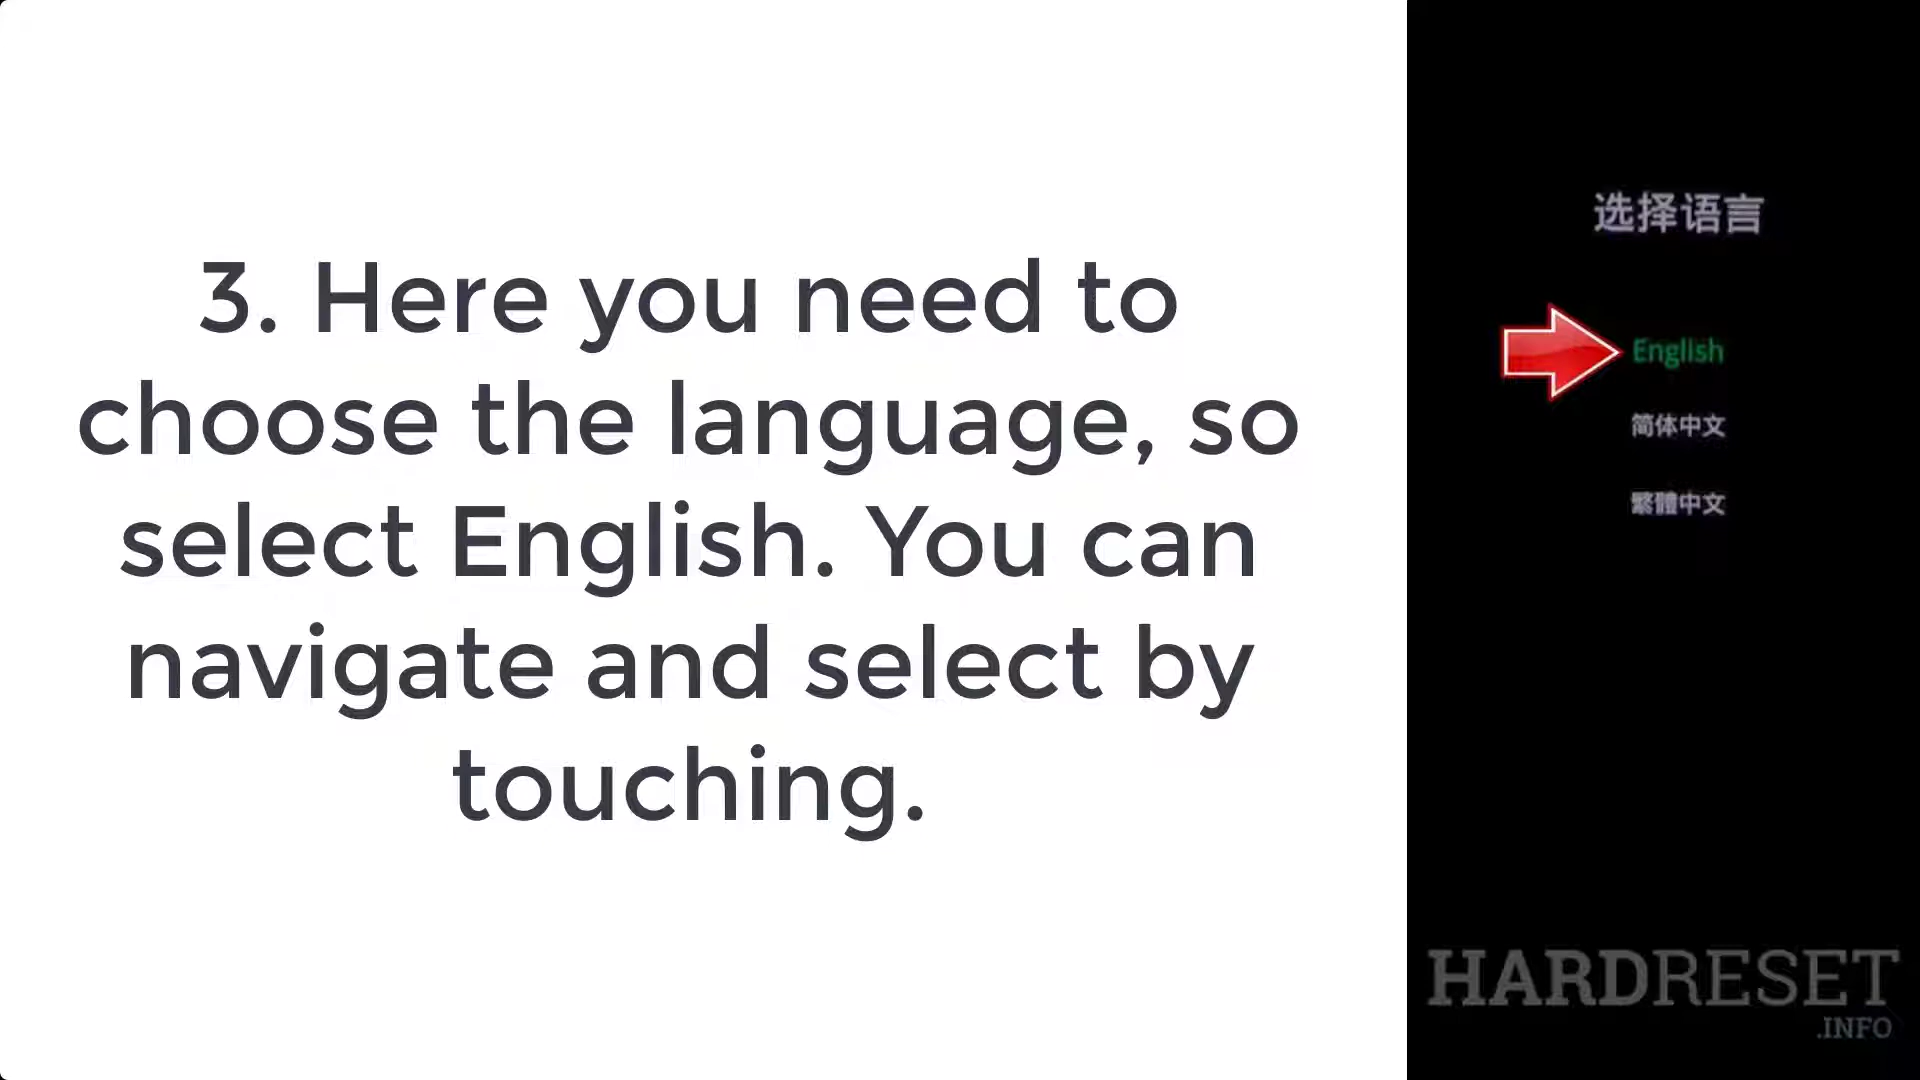 3. Here you need to
choose the language, so
select English. You can
navigate and select by
touching.
选择语言
English
简体中文
繁體中文
HARDRESET
.INFO